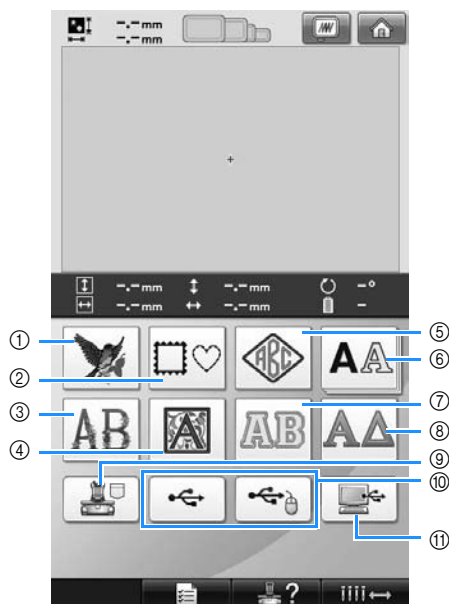 -.- mm
-.- mm
-.- mm -.- mm -°
-.- mm -.- mm -
① ⑤
ABC
A A ⑥
②
③ AB ⑦
④ A AB AΔ ⑧
⑨
⑩
⑪
?